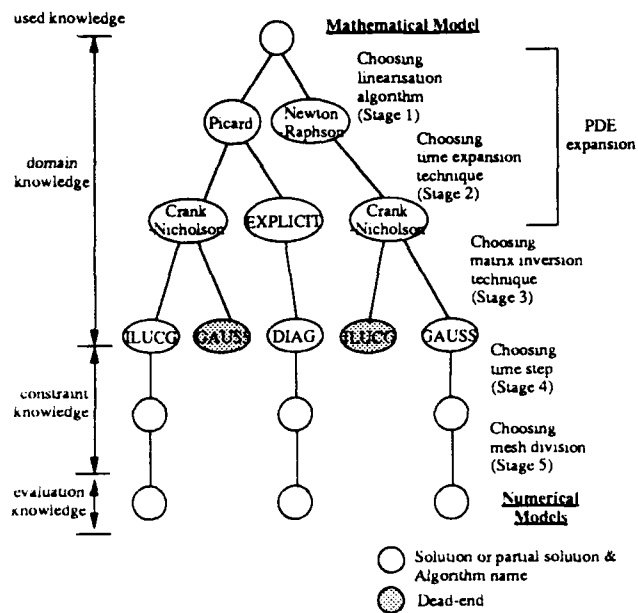 used knowledge
Mathematical Model
Choosing
linearisation
algorithm
(Stage 1)
Picard
Newton
-Raphson
PDE
expansion
Choosing
time expansion
technique
(Stage 2)
domain
knowledge
Crank
-Nicholson
EXPLICIT
Crank
-Nicholson
Choosing
matrix inversion
technique
(Stage 3)
ILUCG
GAUSS
DIAG
ILUCG
GAUSS
Choosing
time step
(Stage 4)
constraint
knowledge
Choosing
mesh division
(Stage 5)
evaluation
knowledge
Numerical
Models
Solution or partial solution &
Algorithm name
Dead-end